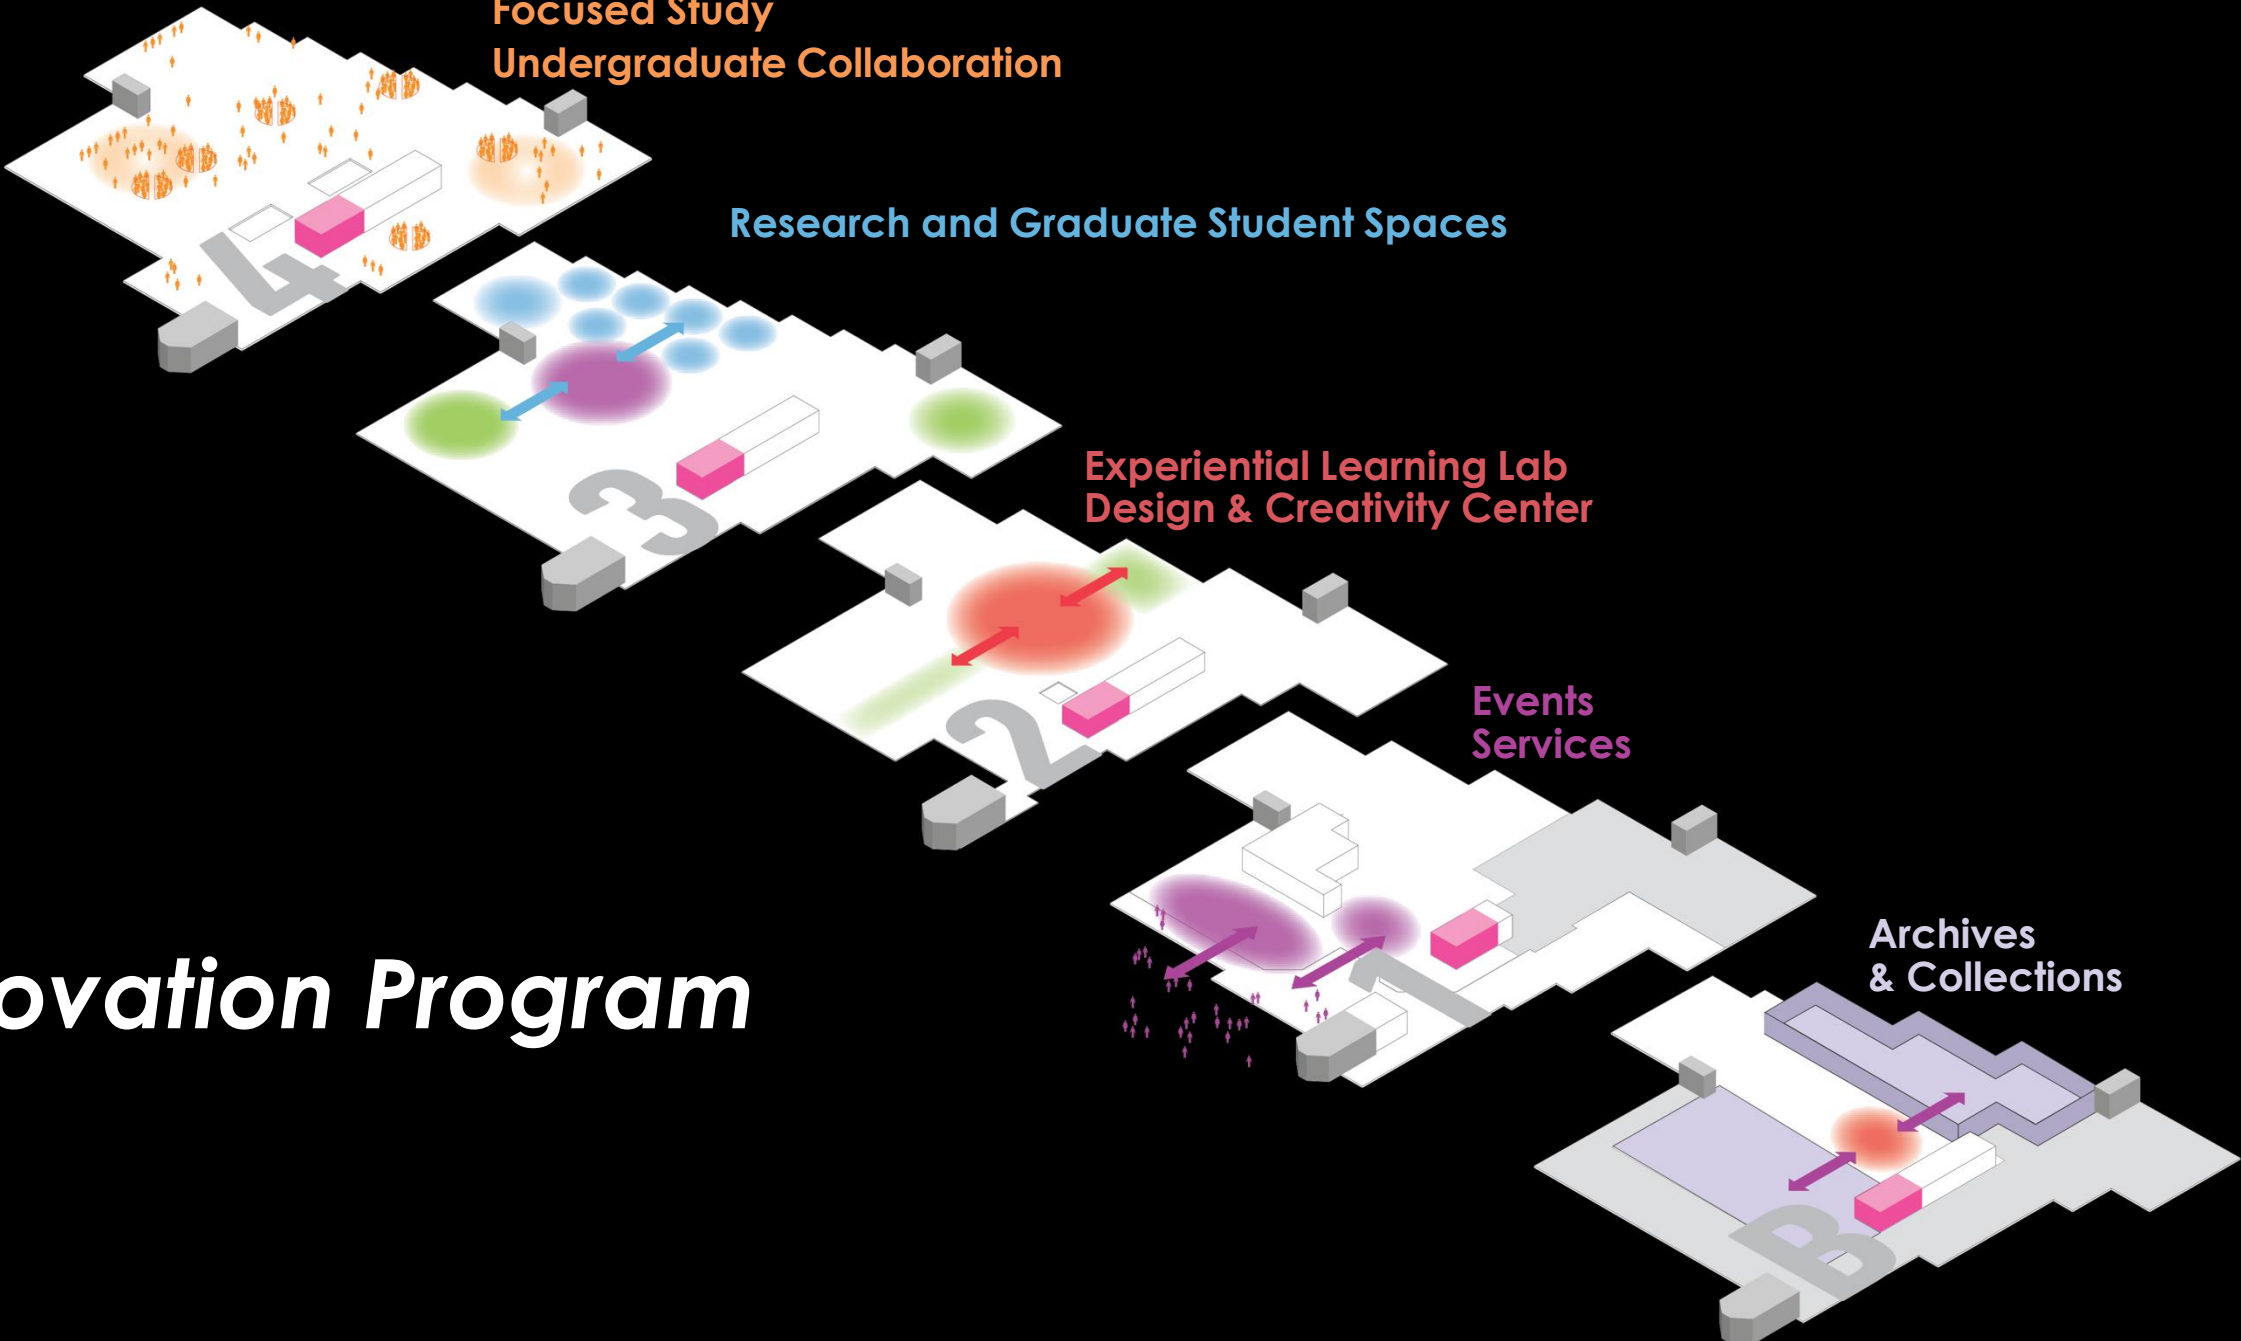 Focused Study
Undergraduate Collaboration
4
Research and Graduate Student Spaces
3
Experiential Learning Lab
Design & Creativity Center
2
Events
Services
1
Archives
& Collections
ovation Program
B